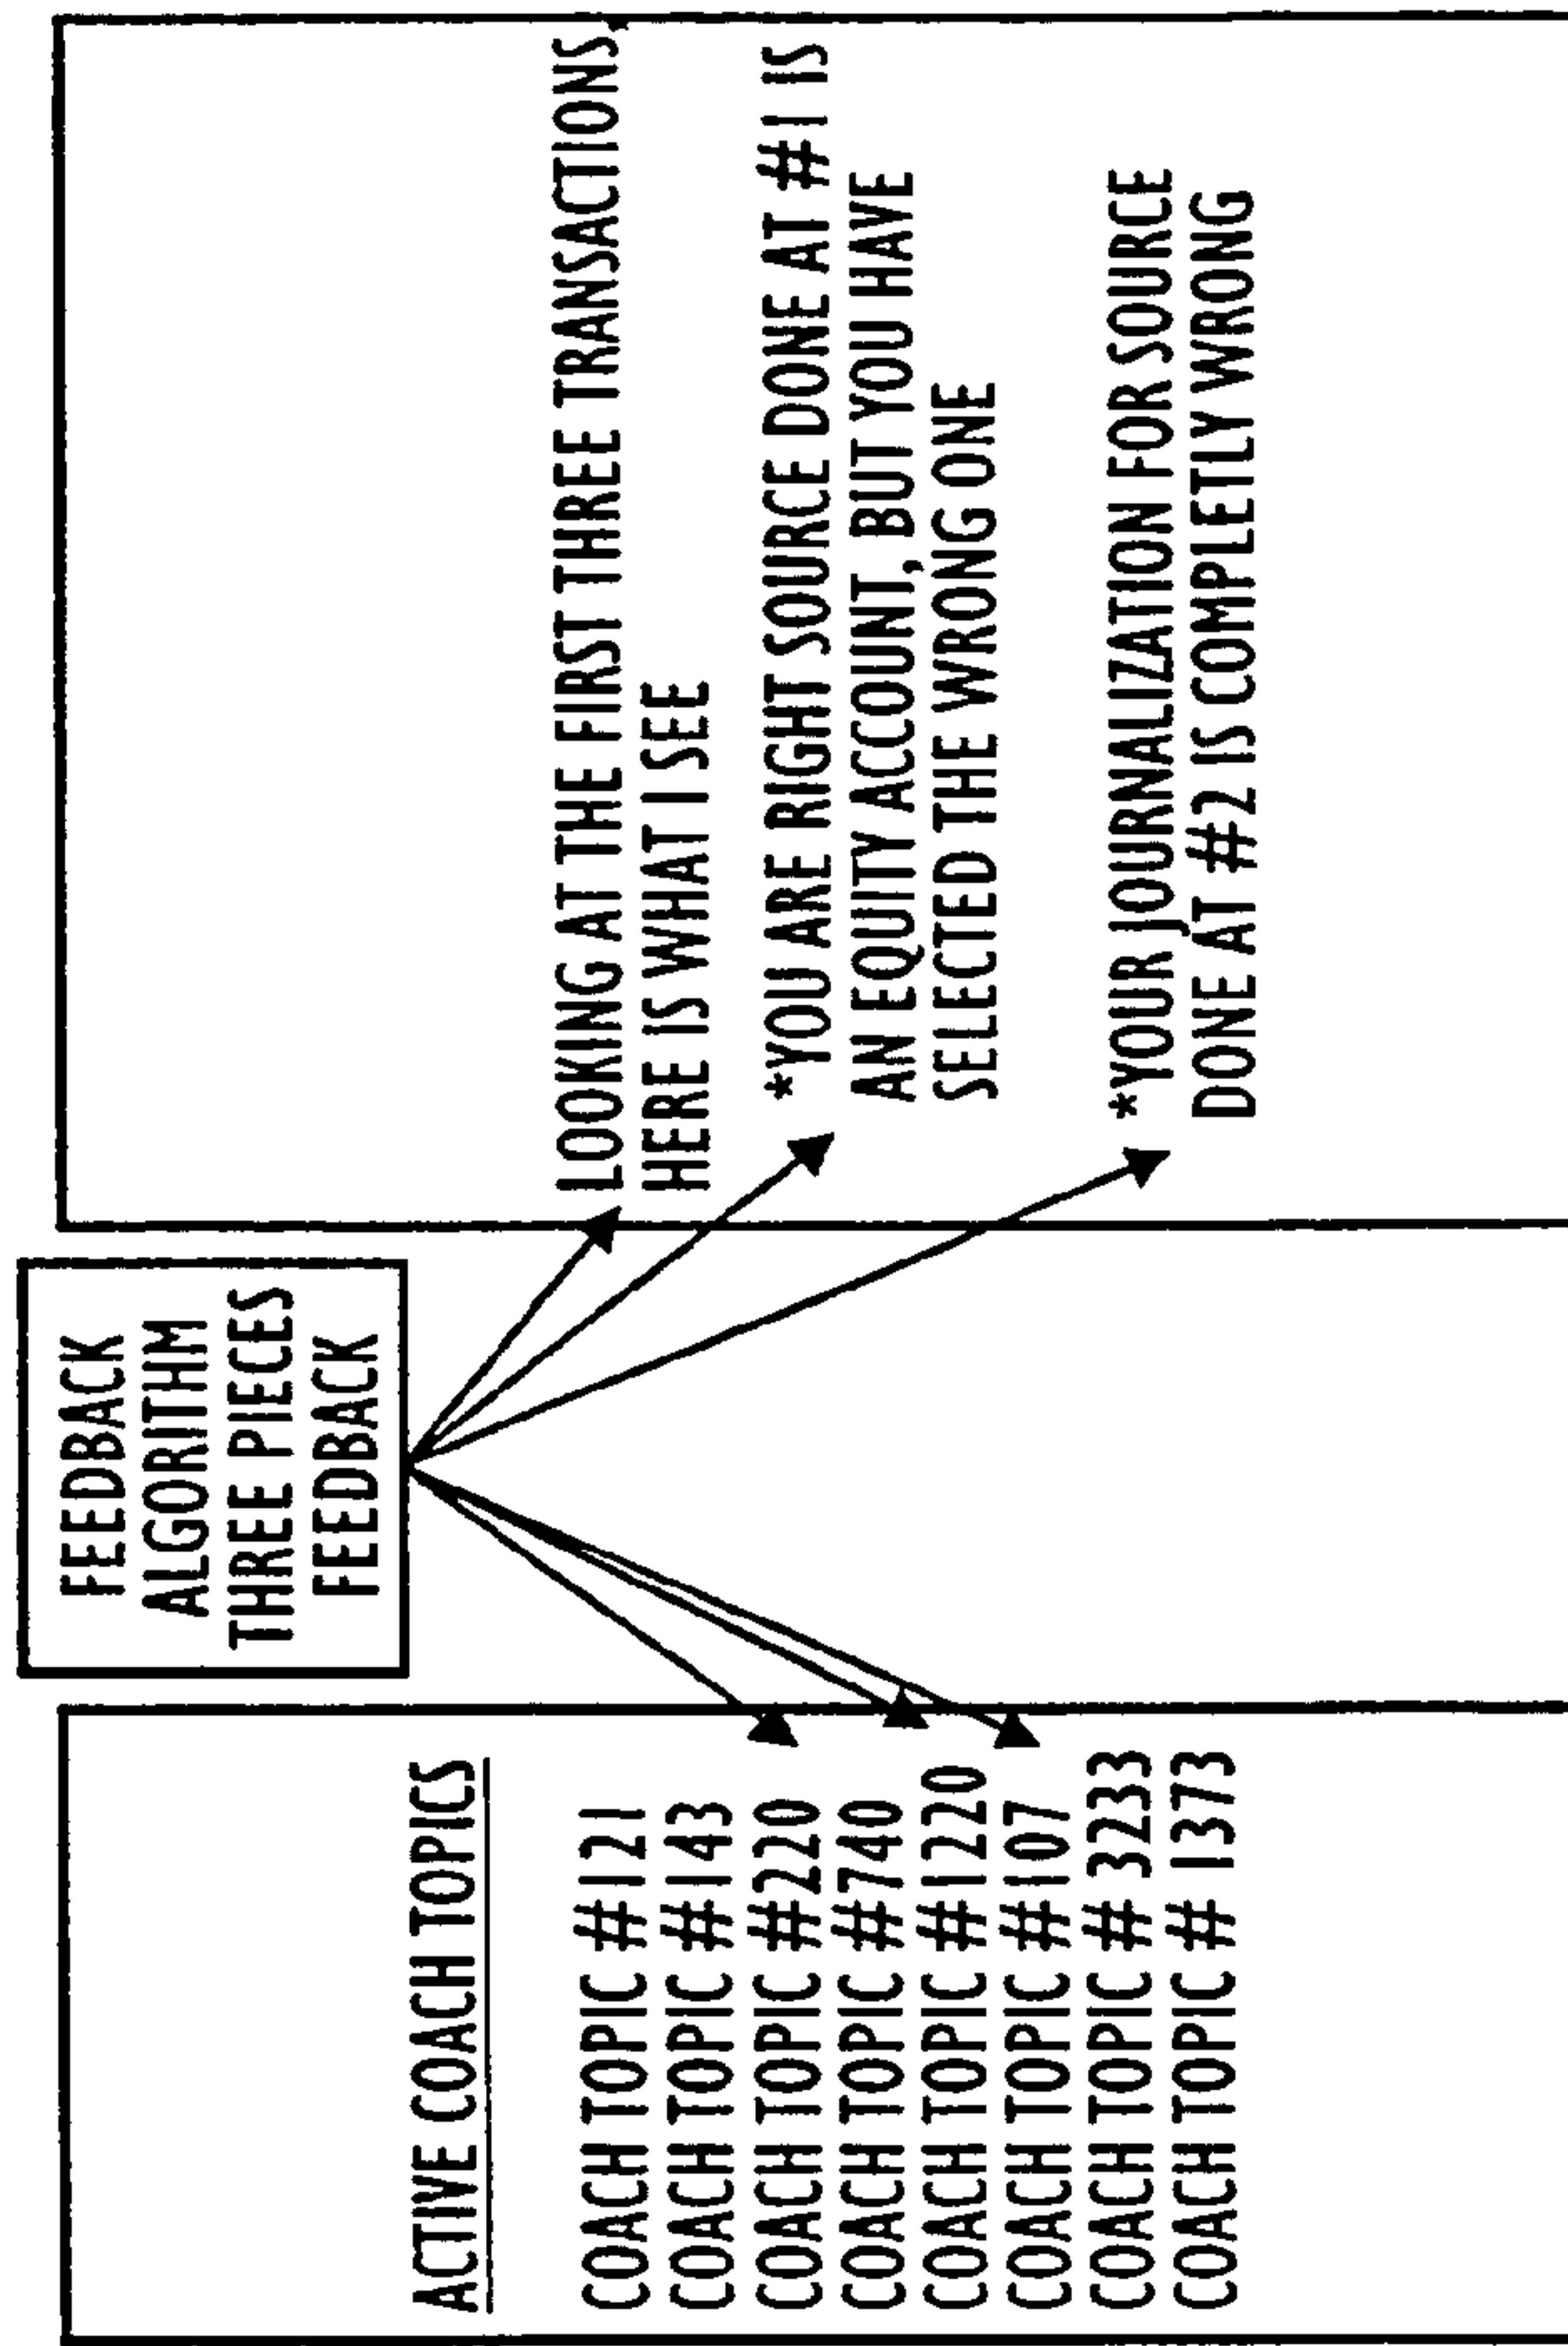 ACTIVE COACH TOPICS
COACH TOPIC #121
COACH TOPIC #143
COACH TOPIC #220
COACH TOPIC #740
COACH TOPIC #1220
COACH TOPIC #1107
COACH TOPIC # 3233
COACH TOPIC # 1373
FEEDBACK
ALGORITHM
THREE PIECES
FEEDBACK
LOOKING AT THE FIRST THREE TRANSACTIONS,
HERE IS WHAT I SEE
*YOU ARE RIGHT SOURCE DONE AT #1 IS
AN EQUITY ACCOUNT, BUT YOU HAVE
SELECTED THE WRONG ONE
*YOUR JOURNALIZATION FOR SOURCE
DONE AT #2 IS COMPLETLY WRONG